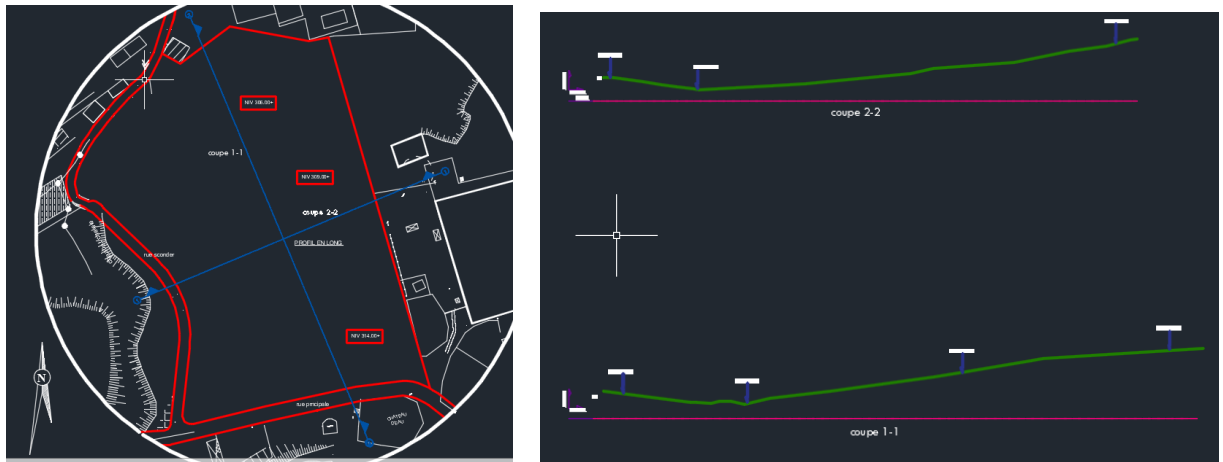 NIV 306.00+
coupe 1-1
NIV 309.00+
coupe 2-2
PROFIL EN LONG
rue sconder
NIV 314.00+
N
rue principale
coupe 2-2
coupe 1-1